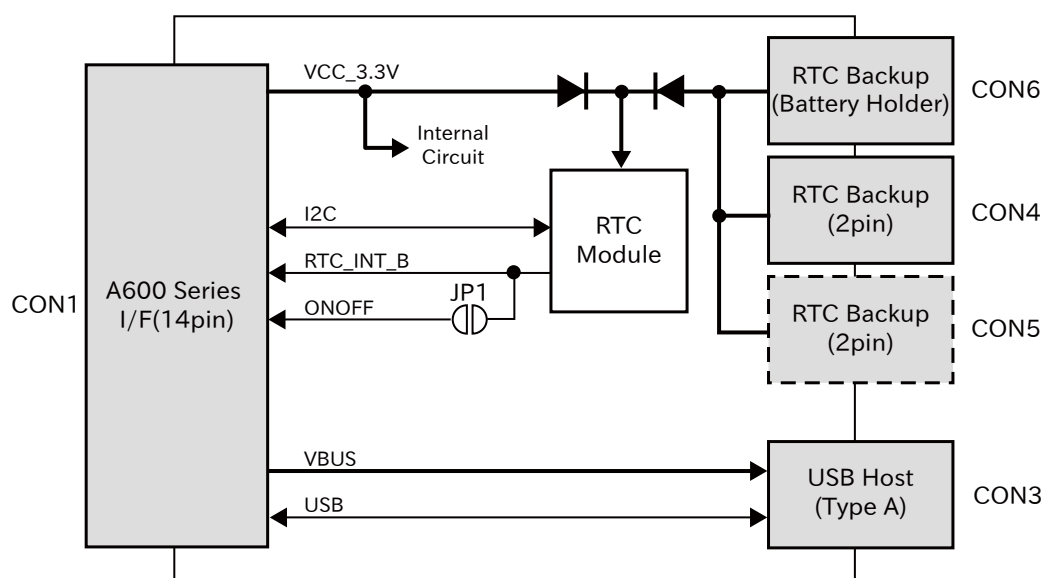 VCC_3.3V
Internal
Circuit
RTC Backup
(Battery Holder)
CON6
RTC Backup
(2pin)
CON4
I2C
RTC
Module
RTC_INT_B
CON1
A600 Series
I/F(14pin)
JP1
ONOFF
RTC Backup
(2pin)
CON5
VBUS
USB
USB Host
(Type A)
CON3